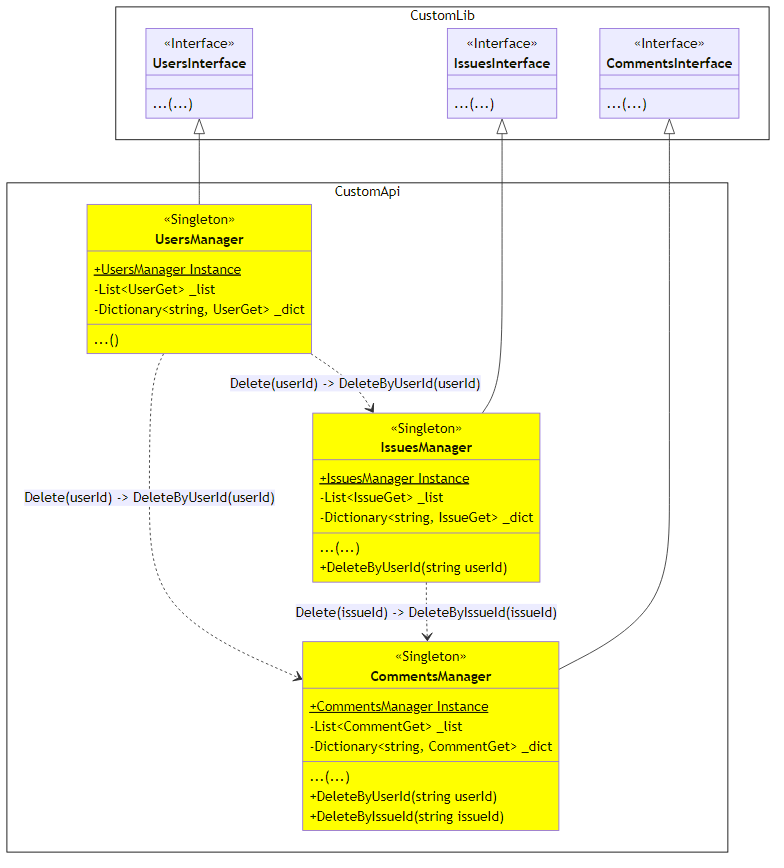 CustomLib
«Interface»
UsersInterface
...(...)
«Interface»
IssuesInterface
...(...)
«Interface»
CommentsInterface
...(...)
CustomApi
«Singleton»
UsersManager
+UsersManager Instance
-List<UserGet> _list
-Dictionary<string, UserGet> _dict
...()
Delete(userId) -> DeleteByUserId(userId)
«Singleton»
IssuesManager
+IssuesManager Instance
-List<IssueGet> _list
-Dictionary<string, IssueGet> _dict
...(...)
+DeleteByUserId(string userId)
Delete(userId) -> DeleteByUserId(userId)
Delete(issueId) -> DeleteByIssueId(issueId)
«Singleton»
CommentsManager
+CommentsManager Instance
-List<CommentGet> _list
-Dictionary<string, CommentGet> _dict
...(...)
+DeleteByUserId(string userId)
+DeleteByIssueId(string issueId)